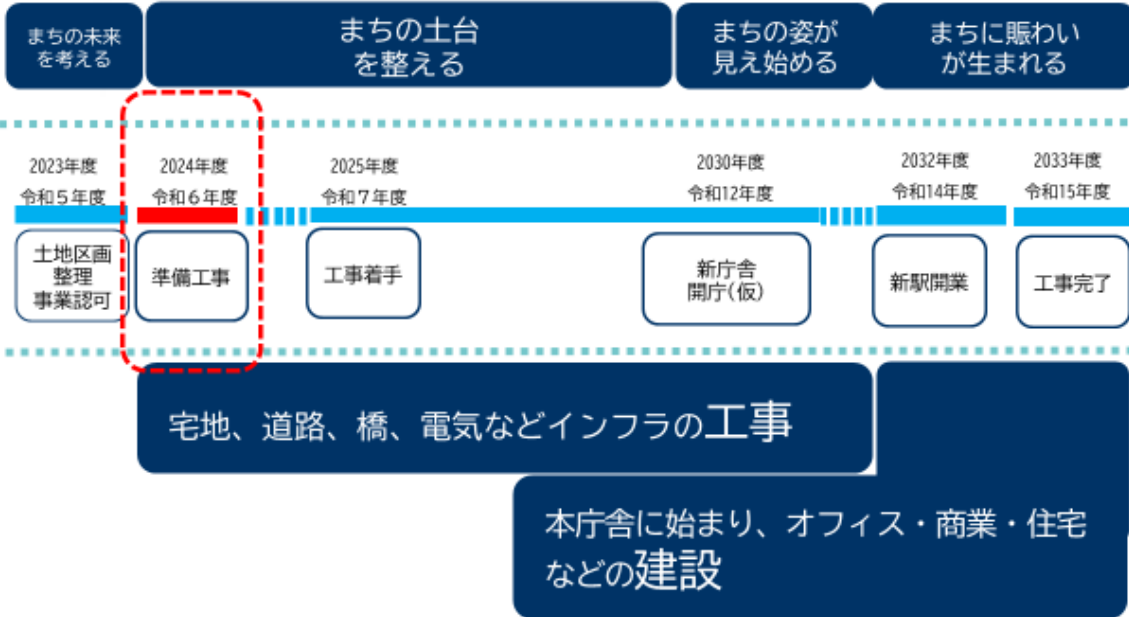 まちの未来
を考える
まちの土台
を整える
まちの姿が
見え始める
まちに賑わい
が生まれる
2023年度
令和５年度
2024年度
令和６年度
2025年度
令和７年度
2030年度
令和12年度
2032年度
令和14年度
2033年度
令和15年度
土地区画
整理
事業認可
準備工事
工事着手
新庁舎
開庁(仮)
新駅開業
工事完了
宅地、道路、橋、電気などインフラの工事
本庁舎に始まり、オフィス・商業・住宅
などの建設